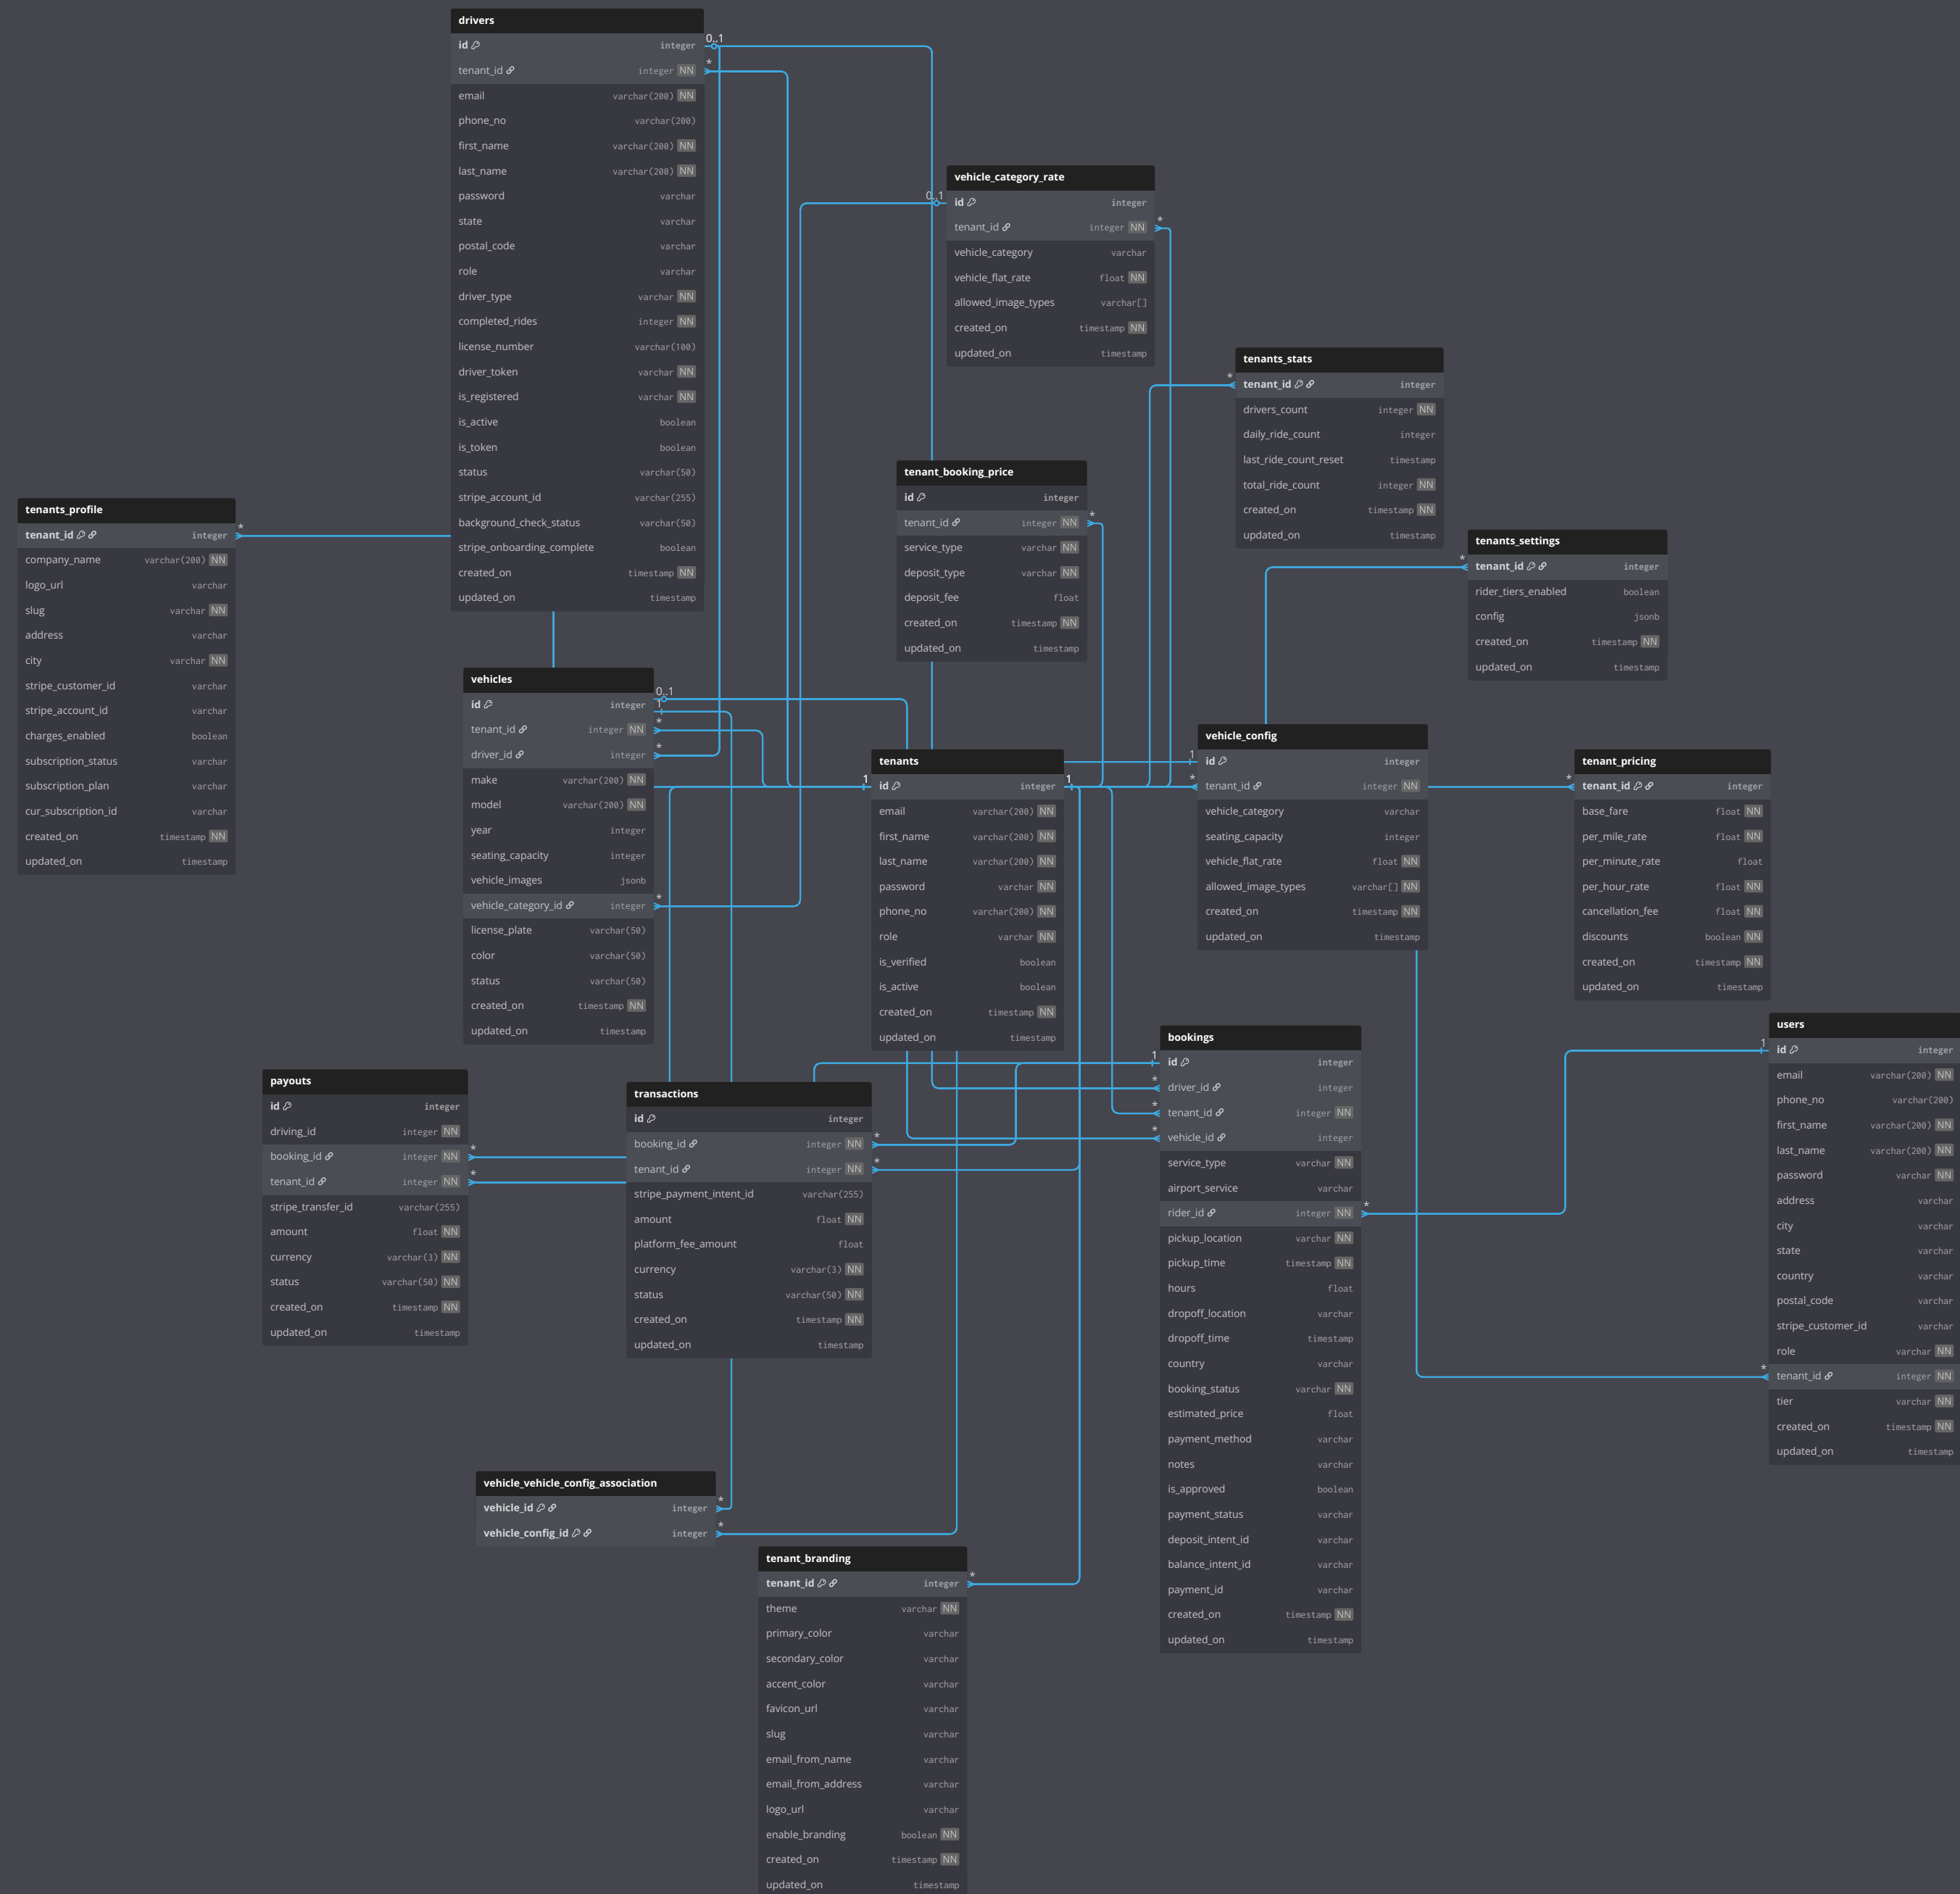 drivers
id integer
tenant_id integer NN
email varchar(200) NN
phone_no varchar(200)
first_name varchar(200) NN
last_name varchar(200) NN
password varchar
state varchar
postal_code varchar
role varchar
driver_type varchar NN
completed_rides integer NN
license_number varchar(100)
driver_token varchar NN
is_registered varchar NN
is_active boolean
is_token boolean
status varchar(50)
stripe_account_id varchar(255)
background_check_status varchar(50)
stripe_onboarding_complete boolean
created_on timestamp NN
updated_on timestamp
0..1
*
vehicle_category_rate
id integer
tenant_id integer NN
vehicle_category varchar
vehicle_flat_rate float NN
allowed_image_types varchar[]
created_on timestamp NN
updated_on timestamp
0..1
*
tenants_stats
tenant_id integer
drivers_count integer NN
daily_ride_count integer
last_ride_count_reset timestamp
total_ride_count integer NN
created_on timestamp NN
updated_on timestamp
*
tenant_booking_price
id integer
tenant_id integer NN
service_type varchar NN
deposit_type varchar NN
deposit_fee float
created_on timestamp NN
updated_on timestamp
*
tenants_profile
tenant_id integer
company_name varchar(200) NN
logo_url varchar
slug varchar NN
address varchar
city varchar NN
stripe_customer_id varchar
stripe_account_id varchar
charges_enabled boolean
subscription_status varchar
subscription_plan varchar
cur_subscription_id varchar
created_on timestamp NN
updated_on timestamp
*
tenants_settings
tenant_id integer
rider_tiers_enabled boolean
config jsonb
created_on timestamp NN
updated_on timestamp
*
vehicles
id integer
tenant_id integer NN
driver_id integer
make varchar(200) NN
model varchar(200) NN
year integer
seating_capacity integer
vehicle_images jsonb
vehicle_category_id integer
license_plate varchar(50)
color varchar(50)
status varchar(50)
created_on timestamp NN
updated_on timestamp
0..1
1
*
*
*
tenants
id integer
email varchar(200) NN
first_name varchar(200) NN
last_name varchar(200) NN
password varchar NN
phone_no varchar(200) NN
role varchar NN
is_verified boolean
is_active boolean
created_on timestamp NN
updated_on timestamp
1
1
vehicle_config
id integer
tenant_id integer NN
vehicle_category varchar
seating_capacity integer
vehicle_flat_rate float NN
allowed_image_types varchar[] NN
created_on timestamp NN
updated_on timestamp
1
*
tenant_pricing
tenant_id integer
base_fare float NN
per_mile_rate float NN
per_minute_rate float
per_hour_rate float NN
cancellation_fee float NN
discounts boolean NN
created_on timestamp NN
updated_on timestamp
*
users
id integer
email varchar(200) NN
phone_no varchar(200)
first_name varchar(200) NN
last_name varchar(200) NN
password varchar NN
address varchar
city varchar
state varchar
country varchar
postal_code varchar
stripe_customer_id varchar
role varchar NN
tenant_id integer NN
tier varchar NN
created_on timestamp NN
updated_on timestamp
1
*
bookings
id integer
driver_id integer
tenant_id integer NN
vehicle_id integer
service_type varchar NN
airport_service varchar
rider_id integer NN
pickup_location varchar NN
pickup_time timestamp NN
hours float
dropoff_location varchar
dropoff_time timestamp
country varchar
booking_status varchar NN
estimated_price float
payment_method varchar
notes varchar
is_approved boolean
payment_status varchar
deposit_intent_id varchar
balance_intent_id varchar
payment_id varchar
created_on timestamp NN
updated_on timestamp
1
*
*
*
*
payouts
id integer
driving_id integer NN
booking_id integer NN
tenant_id integer NN
stripe_transfer_id varchar(255)
amount float NN
currency varchar(3) NN
status varchar(50) NN
created_on timestamp NN
updated_on timestamp
*
*
transactions
id integer
booking_id integer NN
tenant_id integer NN
stripe_payment_intent_id varchar(255)
amount float NN
platform_fee_amount float
currency varchar(3) NN
status varchar(50) NN
created_on timestamp NN
updated_on timestamp
*
*
vehicle_vehicle_config_association
vehicle_id integer
vehicle_config_id integer
*
*
tenant_branding
tenant_id integer
theme varchar NN
primary_color varchar
secondary_color varchar
accent_color varchar
favicon_url varchar
slug varchar
email_from_name varchar
email_from_address varchar
logo_url varchar
enable_branding boolean NN
created_on timestamp NN
updated_on timestamp
*